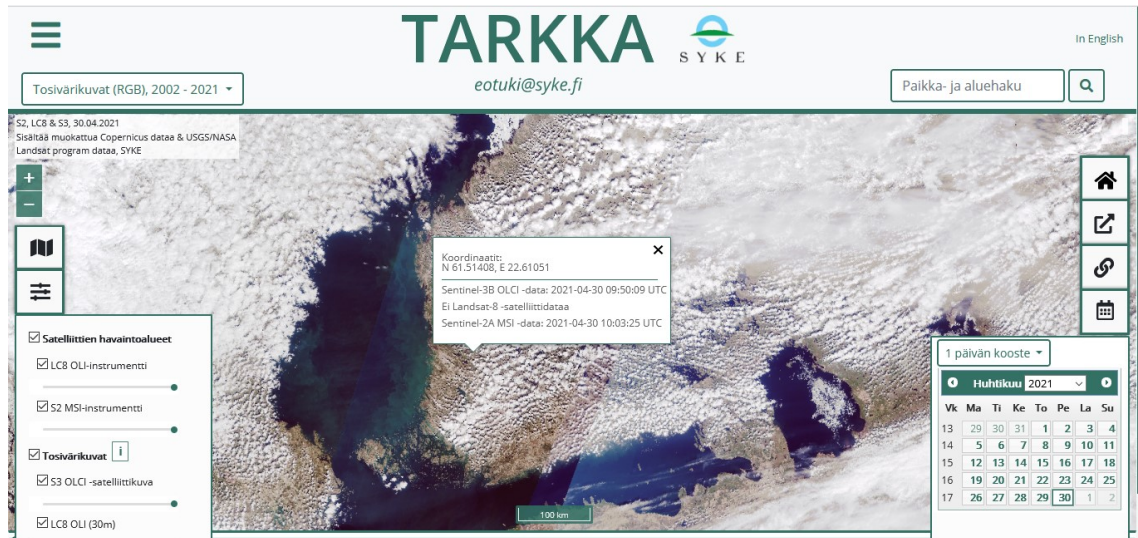 TARKKA
SYKE
In English
Tosivärikuvat (RGB), 2002 - 2021
eotuki@syke.fi
Paikka- ja aluehaku
S2, LC8 & S3, 30.04.2021
Sisältää muokattua Copernicus dataa & USGS/NASA
Landsat program dataa, SYKE
+
−
Koordinaatit:
N 61.51408, E 22.61051
Sentinel-3B OLCI -data: 2021-04-30 09:50:09 UTC
Ei Landsat-8 -satelliittidataa
Sentinel-2A MSI -data: 2021-04-30 10:03:25 UTC
Satelliittien havaintoalueet
LC8 OLI-instrumentti
S2 MSI-instrumentti
Tosivärikuvat i
S3 OLCI -satelliittikuva
LC8 OLI (30m)
100 km
1 päivän kooste
Huhtikuu 2021
Vk Ma Ti Ke To Pe La Su
13 29 30 31 1 2 3 4
14 5 6 7 8 9 10 11
15 12 13 14 15 16 17 18
16 19 20 21 22 23 24 25
17 26 27 28 29 30 1 2